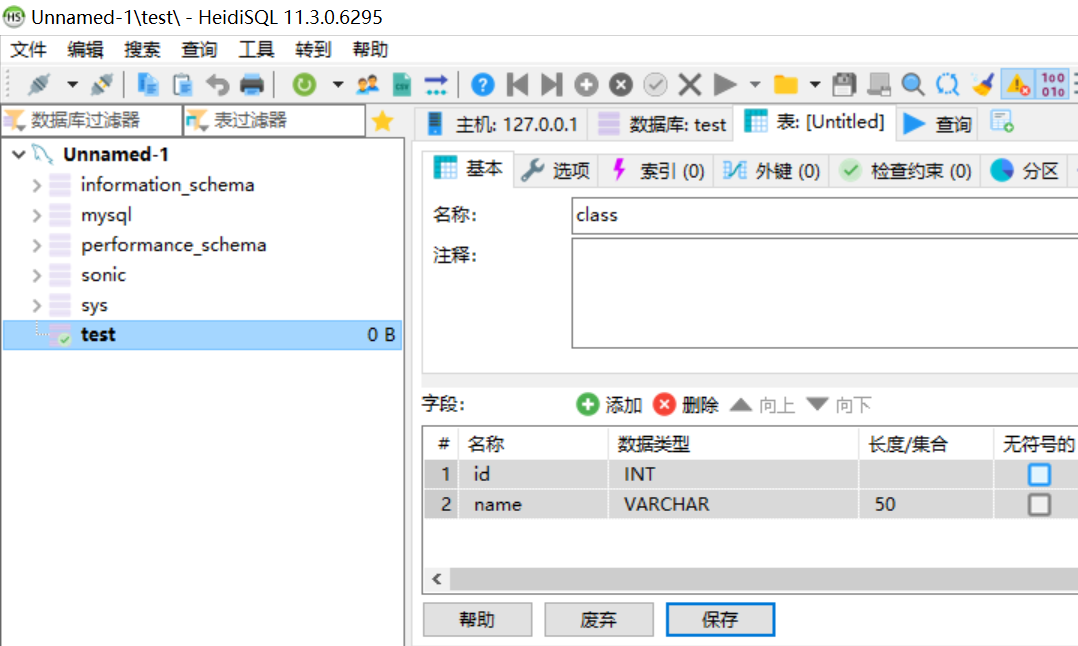 Unnamed-1\test\ - HeidiSQL 11.3.0.6295
文件 编辑 搜索 查询 工具 转到 帮助
数据库过滤器 表过滤器 主机: 127.0.0.1 数据库: test 表: [Untitled] 查询
Unnamed-1
information_schema
mysql
performance_schema
sonic
sys
test 0 B
基本 选项 索引 (0) 外键 (0) 检查约束 (0) 分区
名称: class
注释:
字段: 添加 删除 向上 向下
# 名称 数据类型 长度/集合 无符号的
1 id INT
2 name VARCHAR 50
帮助 废弃 保存